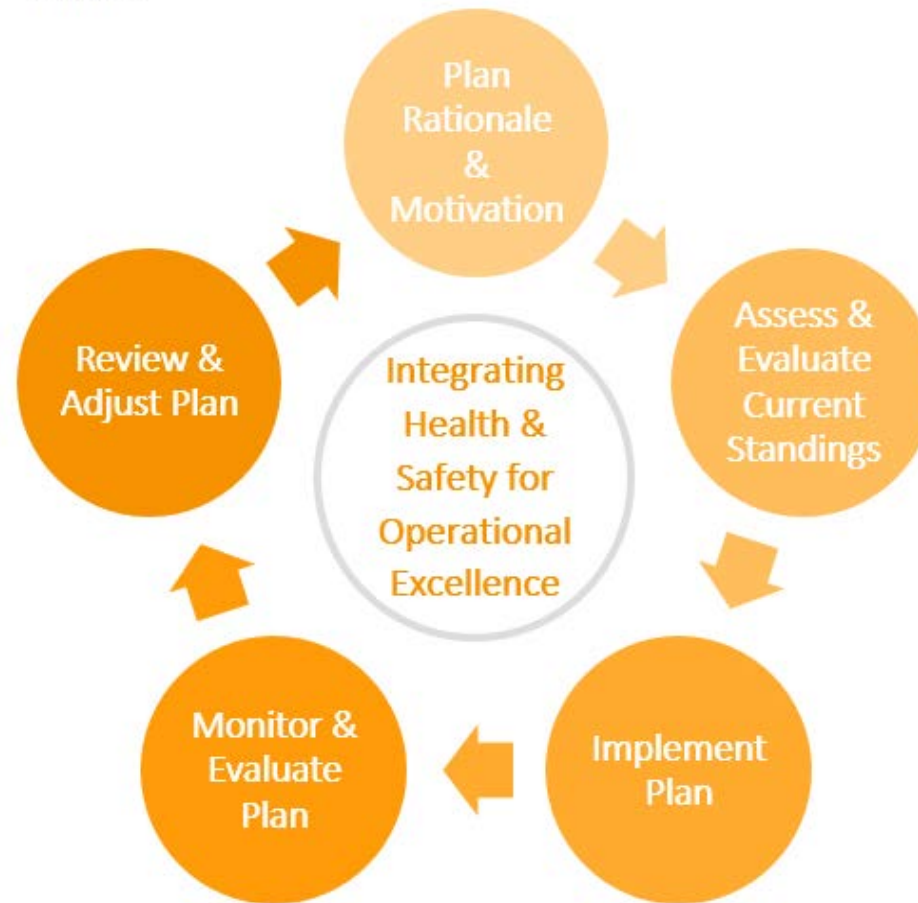 Plan
Rationale
&
Motivation
Assess &
Evaluate
Current
Standings
Implement
Plan
Monitor &
Evaluate
Plan
Review &
Adjust Plan
Integrating
Health &
Safety for
Operational
Excellence